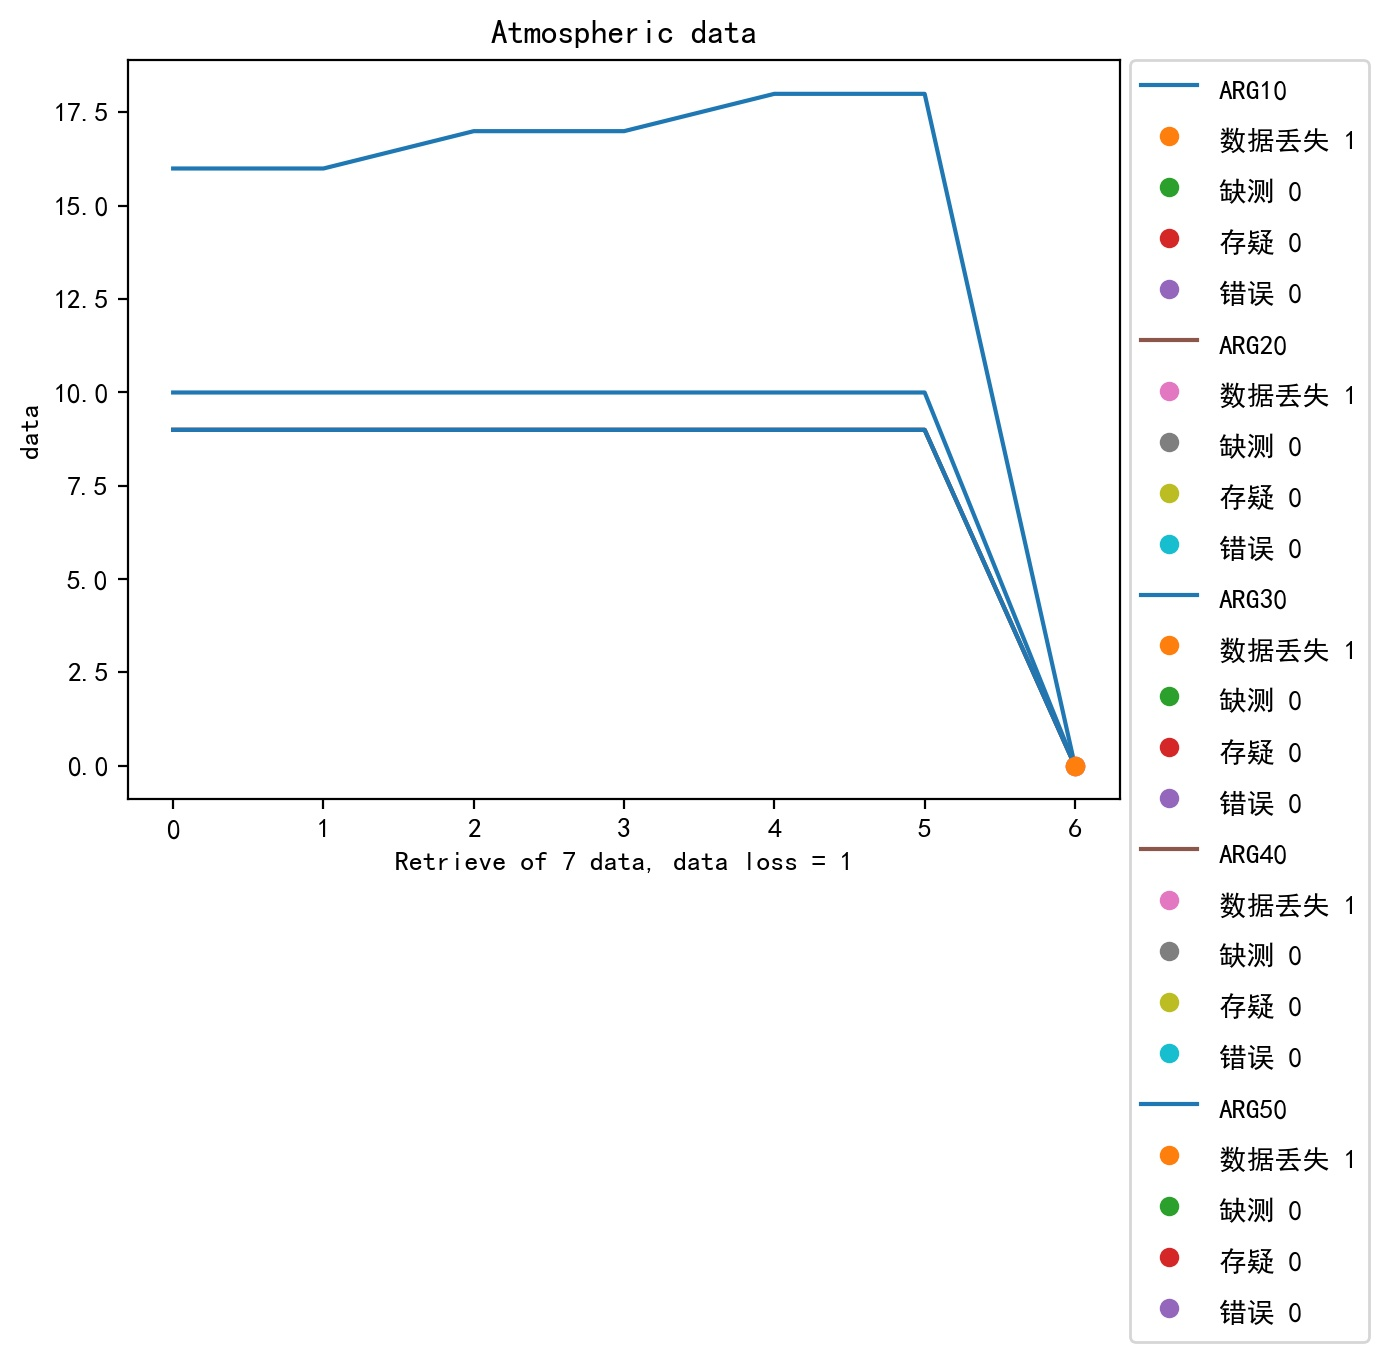 Atmospheric data
data
17.5
15.0
12.5
10.0
7.5
5.0
2.5
0.0
0 1 2 3 4 5 6
Retrieve of 7 data, data loss = 1
ARG10
数据丢失 1
缺测 0
存疑 0
错误 0
ARG20
数据丢失 1
缺测 0
存疑 0
错误 0
ARG30
数据丢失 1
缺测 0
存疑 0
错误 0
ARG40
数据丢失 1
缺测 0
存疑 0
错误 0
ARG50
数据丢失 1
缺测 0
存疑 0
错误 0